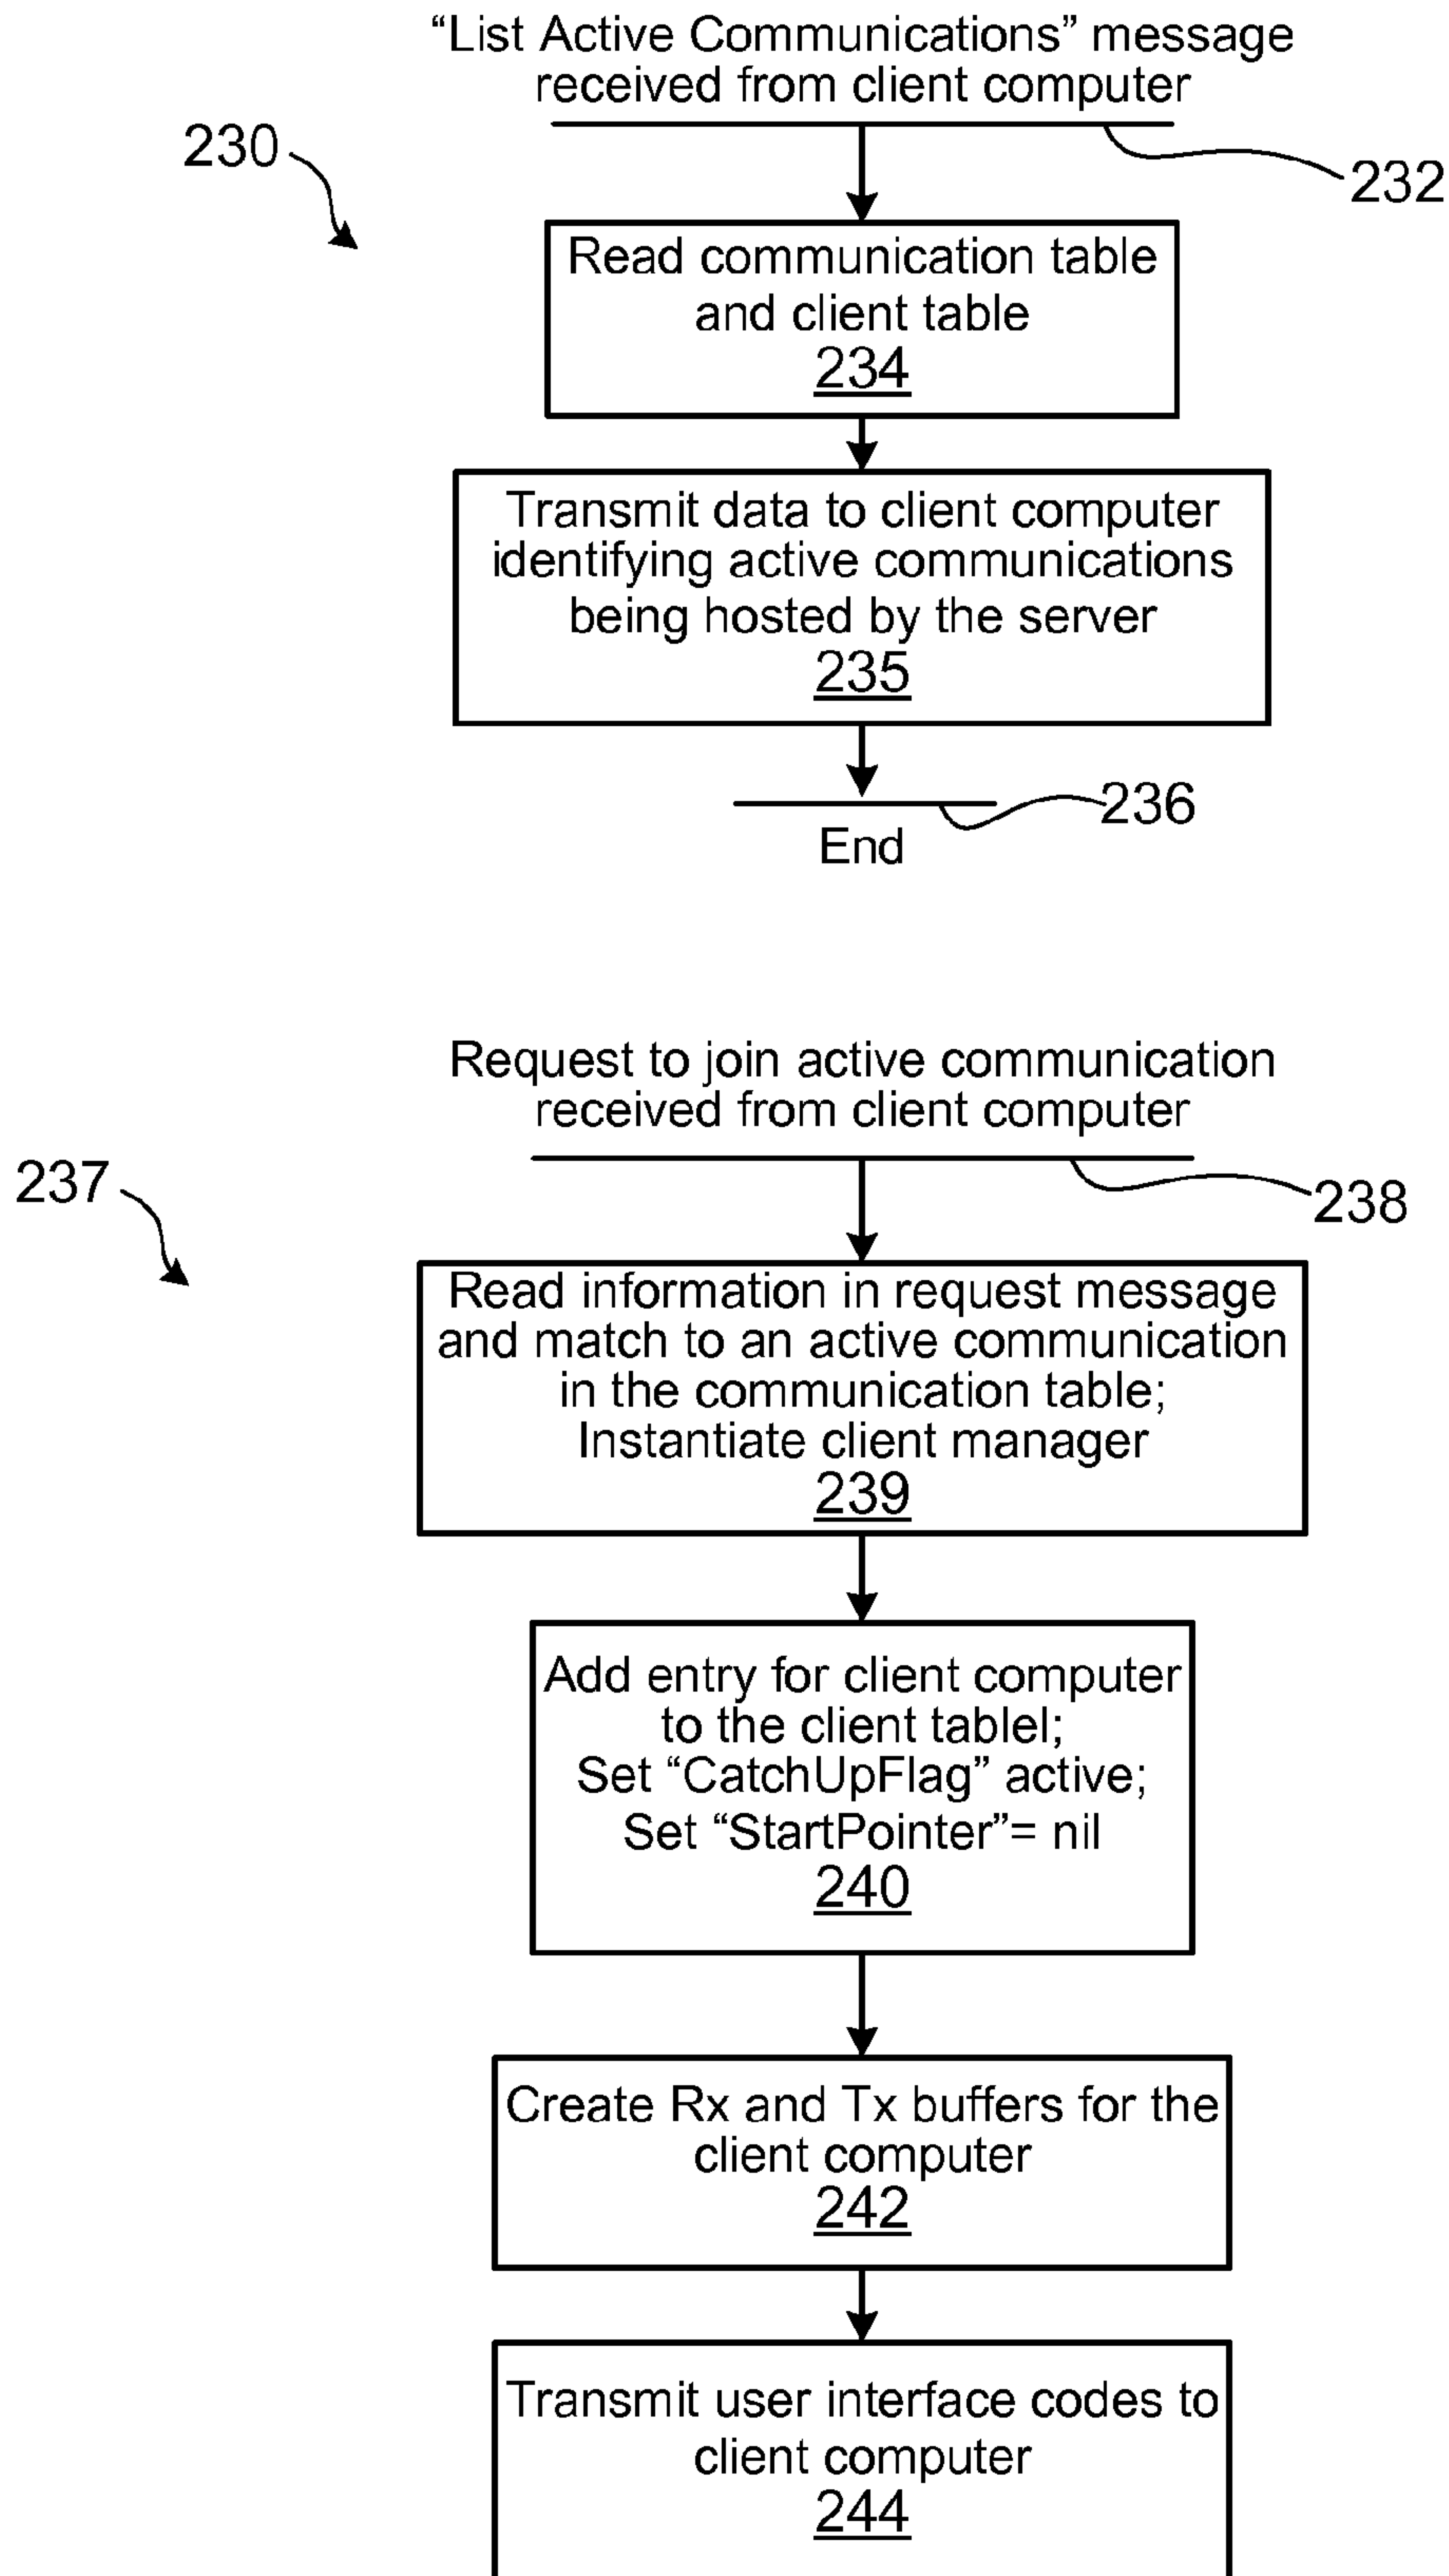 “List Active Communications” message
received from client computer
230
232
Read communication table
and client table
234
Transmit data to client computer
identifying active communications
being hosted by the server
235
236
End
Request to join active communication
received from client computer
237
238
Read information in request message
and match to an active communication
in the communication table;
Instantiate client manager
239
Add entry for client computer
to the client tablel;
Set “CatchUpFlag” active;
Set “StartPointer”= nil
240
Create Rx and Tx buffers for the
client computer
242
Transmit user interface codes to
client computer
244